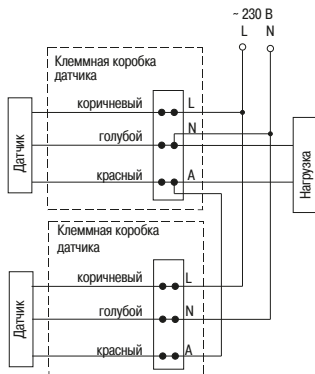 ~ 230 В
L N
Клеммная коробка
датчика
коричневый L
голубой N
красный A
Датчик
Нагрузка
Клеммная коробка
датчика
коричневый L
голубой N
красный A
Датчик